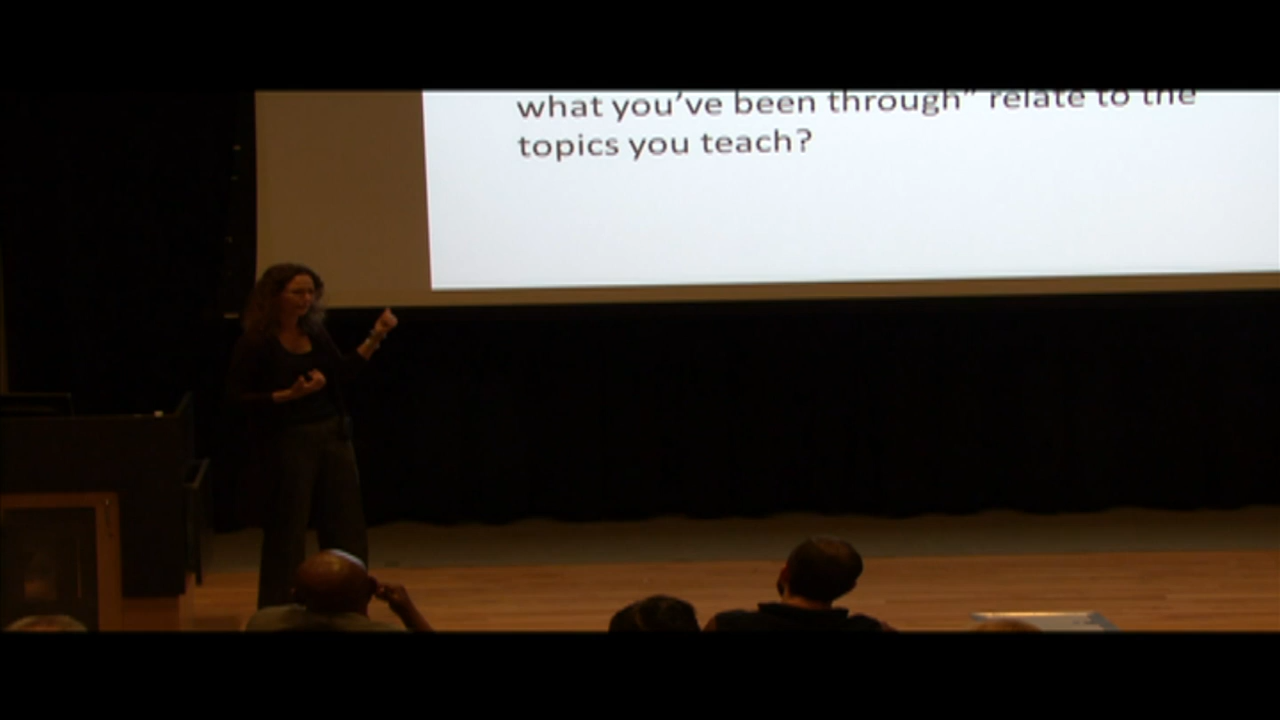 what you’ve been through” relate to the
topics you teach?